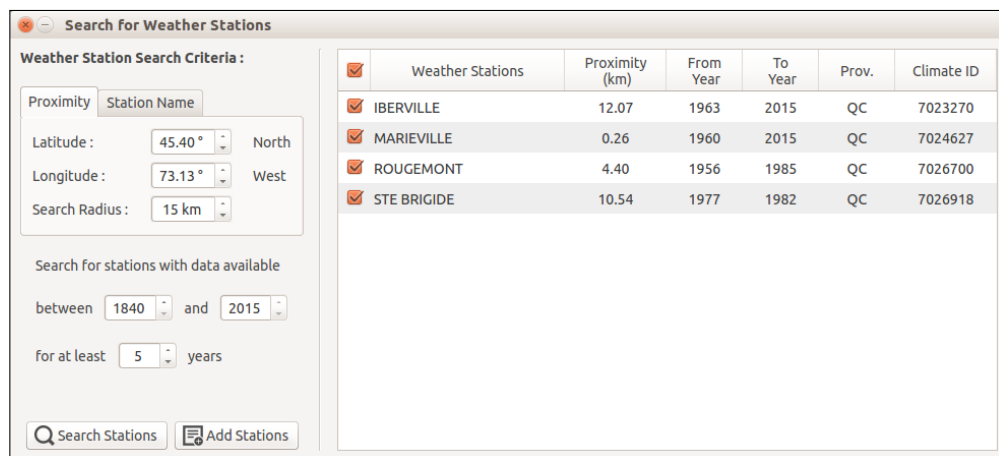 Search for Weather Stations
Weather Station Search Criteria :
Proximity Station Name
Latitude : 45.40 ° North
Longitude : 73.13 ° West
Search Radius : 15 km
Search for stations with data available
between 1840 and 2015
for at least 5 years
Search Stations Add Stations
Weather Stations Proximity (km) From Year To Year Prov. Climate ID
IBERVILLE 12.07 1963 2015 QC 7023270
MARIEVILLE 0.26 1960 2015 QC 7024627
ROUGEMONT 4.40 1956 1985 QC 7026700
STE BRIGIDE 10.54 1977 1982 QC 7026918